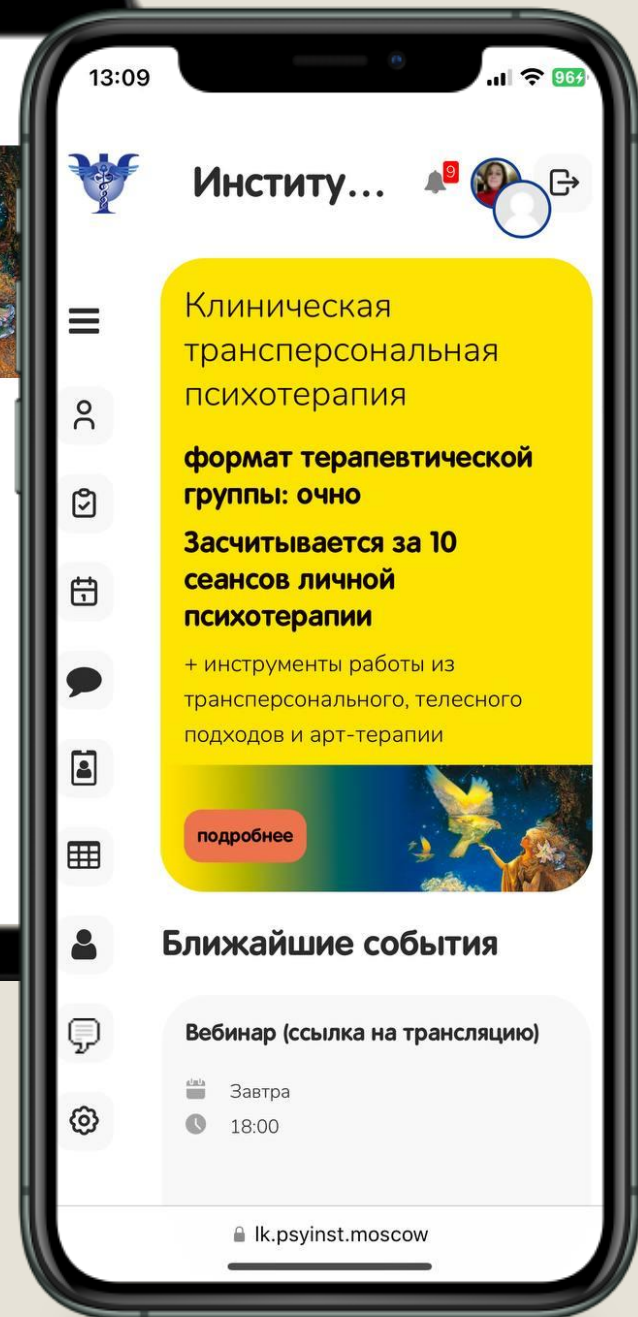 13:09
96
Институ...
9
Клиническая
трансперсональная
психотерапия
формат терапевтической
группы: очно
Засчитывается за 10
сеансов личной
психотерапии
+ инструменты работы из
трансперсонального, телесного
подходов и арт-терапии
подробнее
Ближайшие события
Вебинар (ссылка на трансляцию)
Завтра
18:00
lk.psyinst.moscow